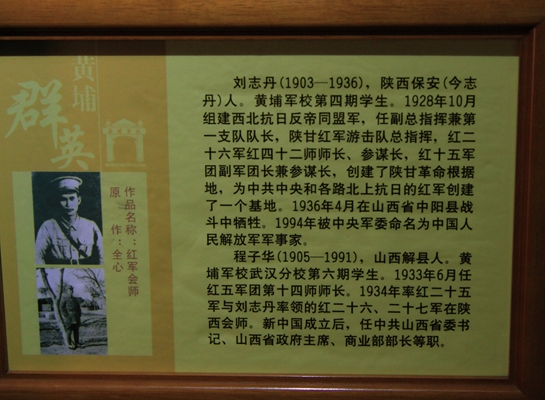 黄埔
群英
作品名称：红军会师
原　作：全心
刘志丹(1903—1936)，陕西保安(今志
丹)人。黄埔军校第四期学生。1928年10月
组建西北抗日反帝同盟军，任副总指挥兼第
一支队队长，陕甘红军游击队总指挥，红二
十六军红四十二师师长、参谋长，红十五军
团副军团长兼参谋长，创建了陕甘革命根据
地，为中共中央和各路北上抗日的红军创建
了一个基地。1936年4月在山西省中阳县战
斗中牺牲。1994年被中央军委命名为中国人
民解放军军事家。
程子华(1905—1991)，山西解县人。黄
埔军校武汉分校第六期学生。1933年6月任
红五军团第十四师师长。1934年率红二十五
军与刘志丹率领的红二十六、二十七军在陕
西会师。新中国成立后，任中共山西省委书
记、山西省政府主席、商业部部长等职。